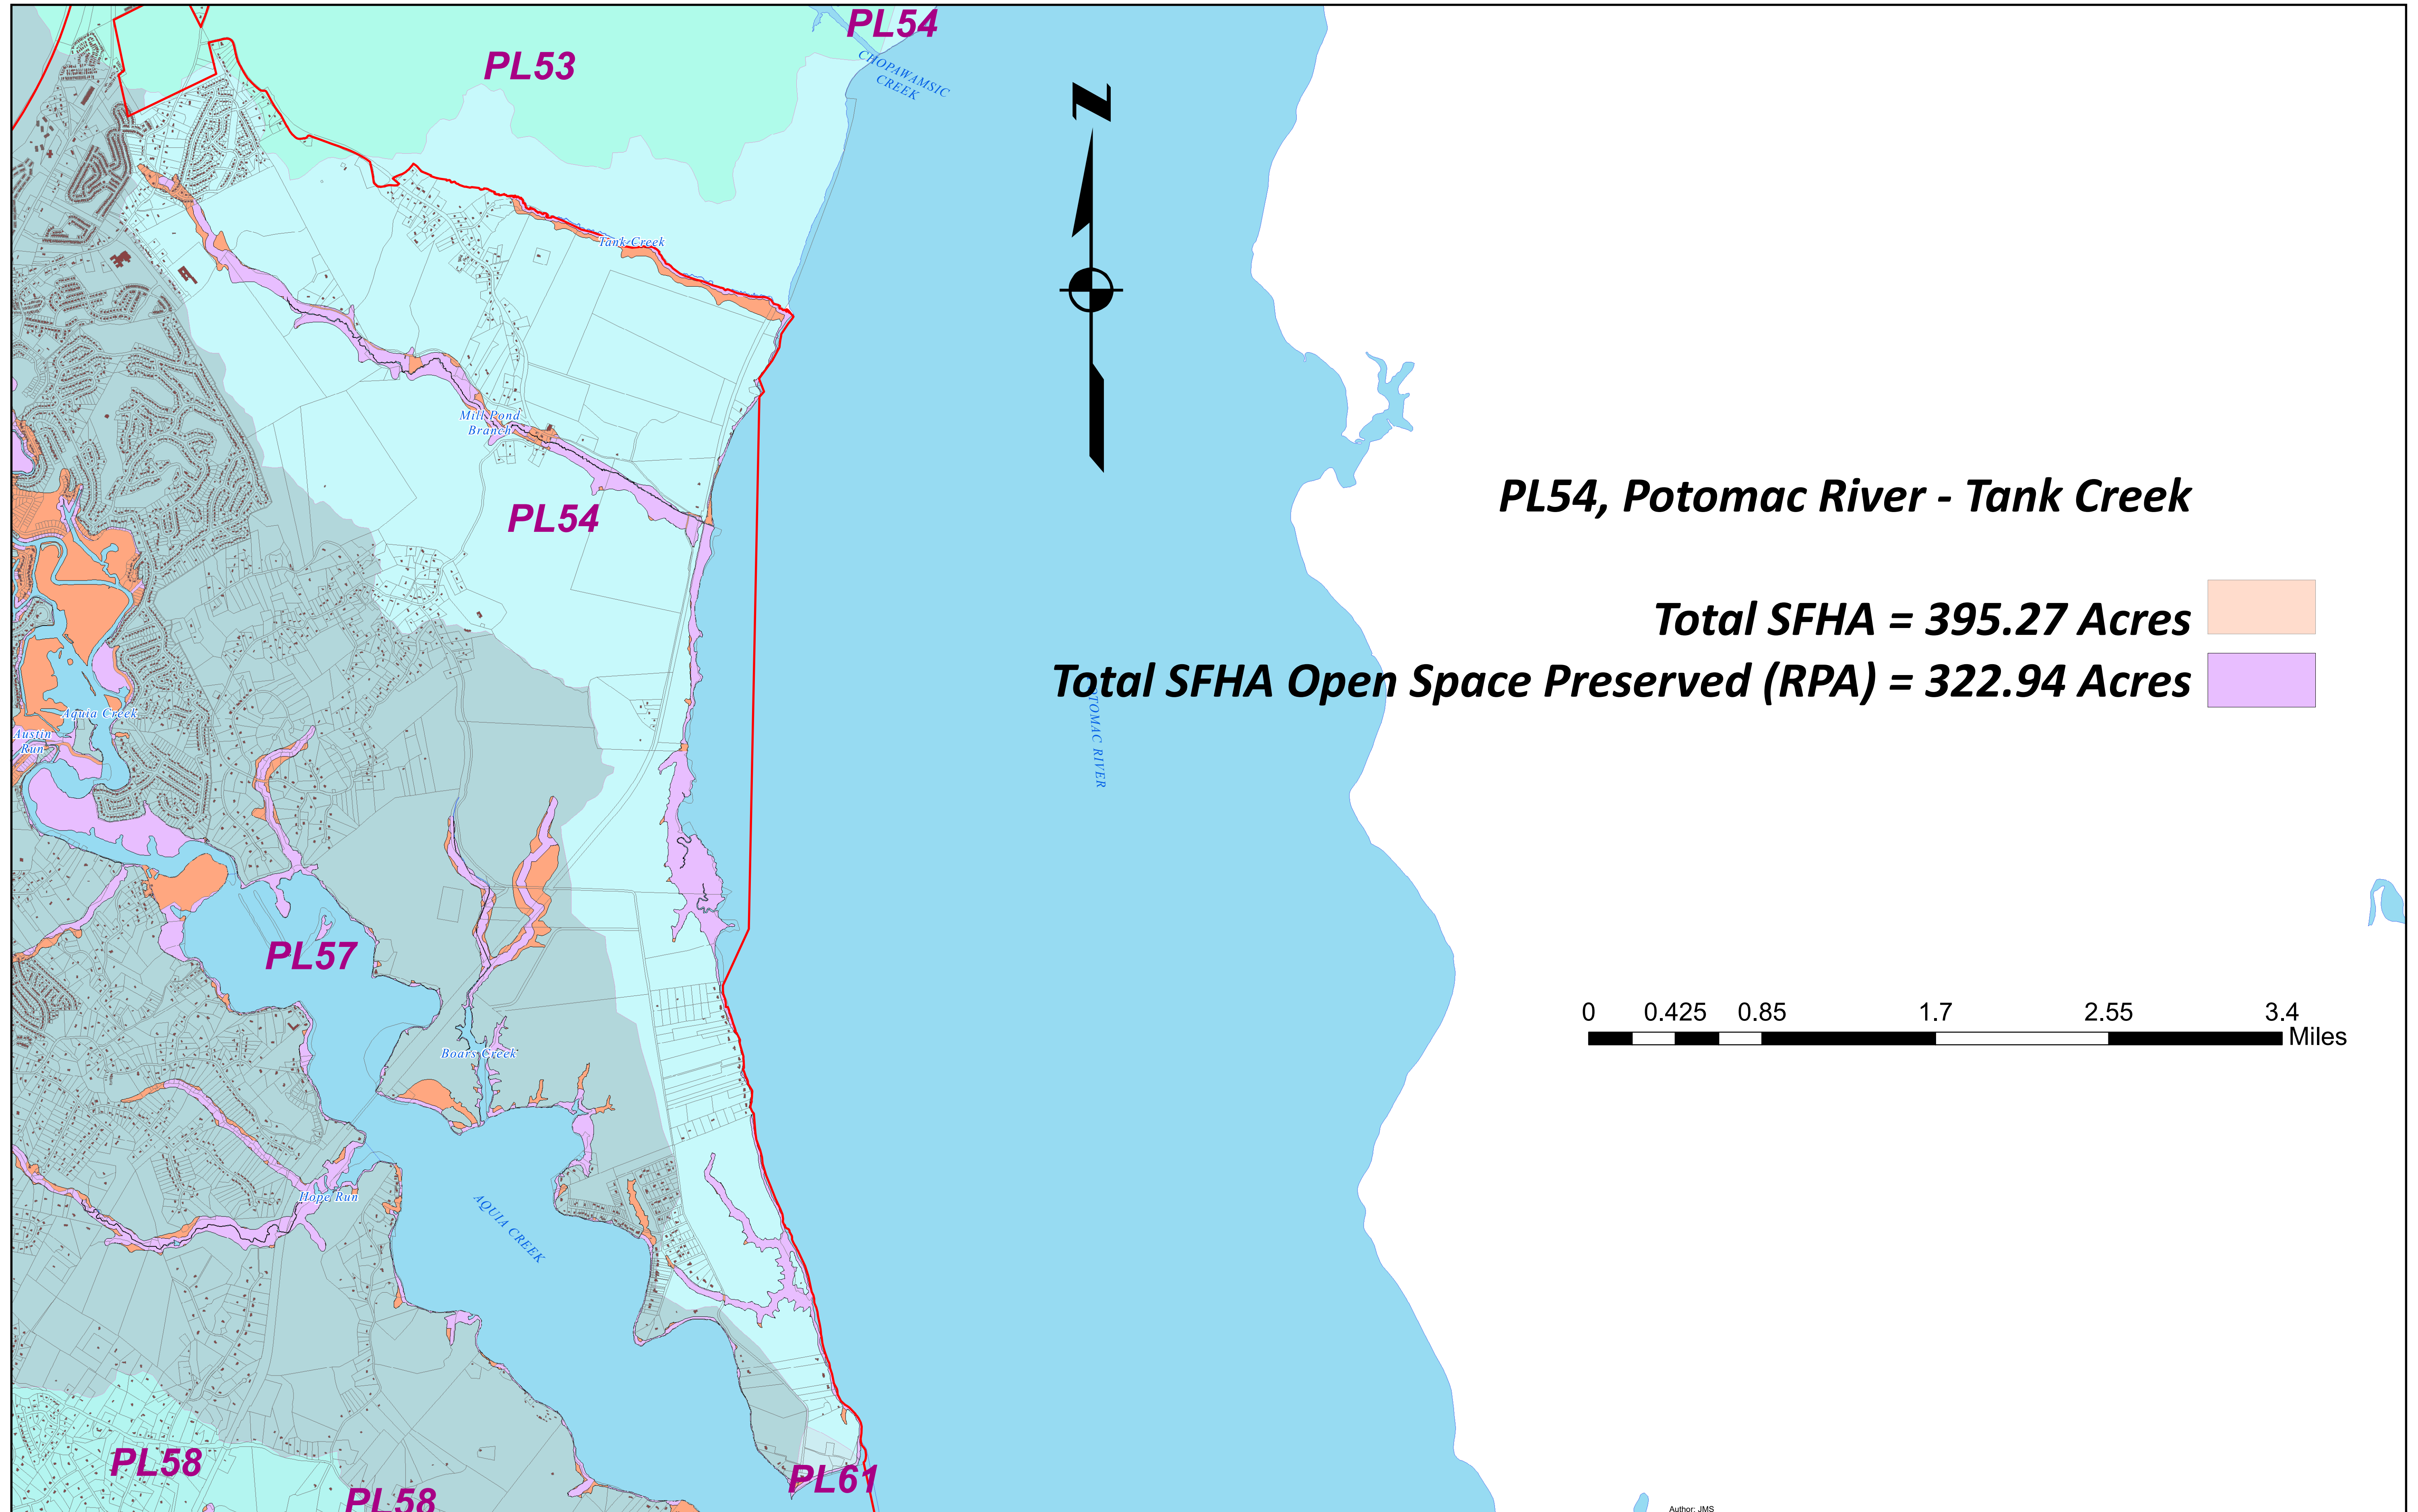 PL54
PL53
CHOPAWAMSIC
CREEK
N
Tank Creek
Mill Pond
Branch
PL54
PL54, Potomac River - Tank Creek
Total SFHA = 395.27 Acres
Total SFHA Open Space Preserved (RPA) = 322.94 Acres
POTOMAC RIVER
Aquia Creek
Austin
Run
PL57
0 0.425 0.85 1.7 2.55 3.4
Miles
Boars Creek
Hope Run
AQUIA CREEK
PL58
PL61
PL58
Author: JMS